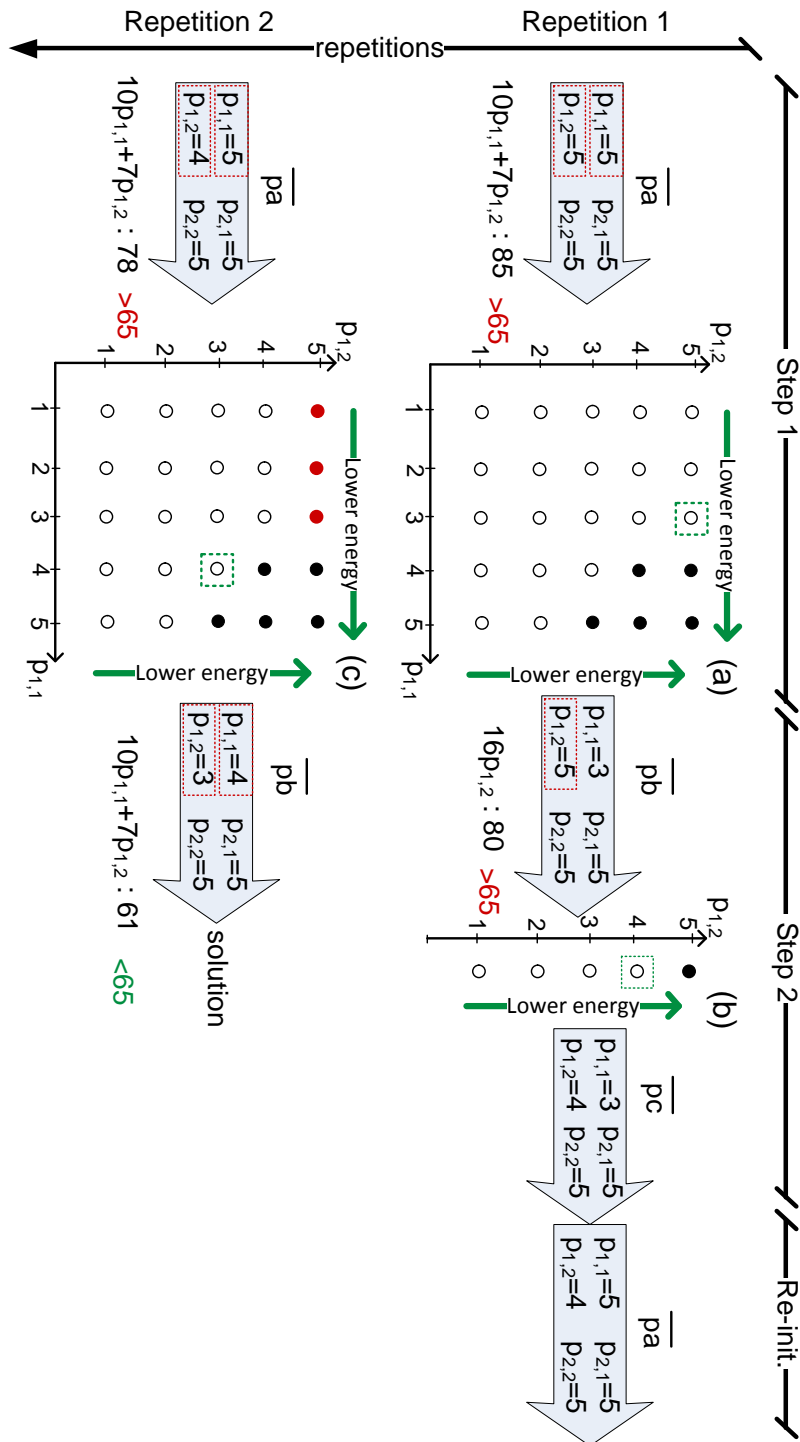 Step 1
Step 2
Re-init.
repetitions
Repetition 1
pa
p1,1=5 p2,1=5
p1,2=5 p2,2=5
10p1,1+7p1,2 : 85 >65
p1,2
5
4
3
2
1
1 2 3 4 5
p1,1
Lower energy
Lower energy
(a)
pb
p1,1=3 p2,1=5
p1,2=5 p2,2=5
16p1,2 : 80 >65
p1,2
5
4
3
2
1
Lower energy
(b)
pc
p1,1=3 p2,1=5
p1,2=4 p2,2=5
pa
p1,1=5 p2,1=5
p1,2=4 p2,2=5
Repetition 2
pa
p1,1=5 p2,1=5
p1,2=4 p2,2=5
10p1,1+7p1,2 : 78 >65
p1,2
5
4
3
2
1
1 2 3 4 5
p1,1
Lower energy
Lower energy
(c)
pb
p1,1=4 p2,1=5
p1,2=3 p2,2=5
10p1,1+7p1,2 : 61 <65
solution